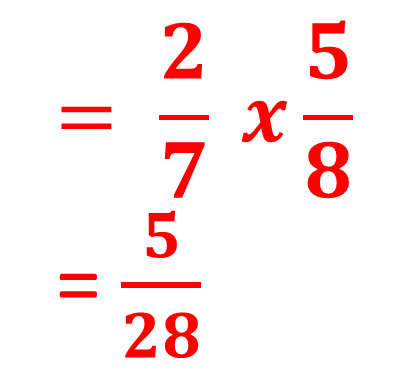 = 2/7 x 5/8
= 5/28